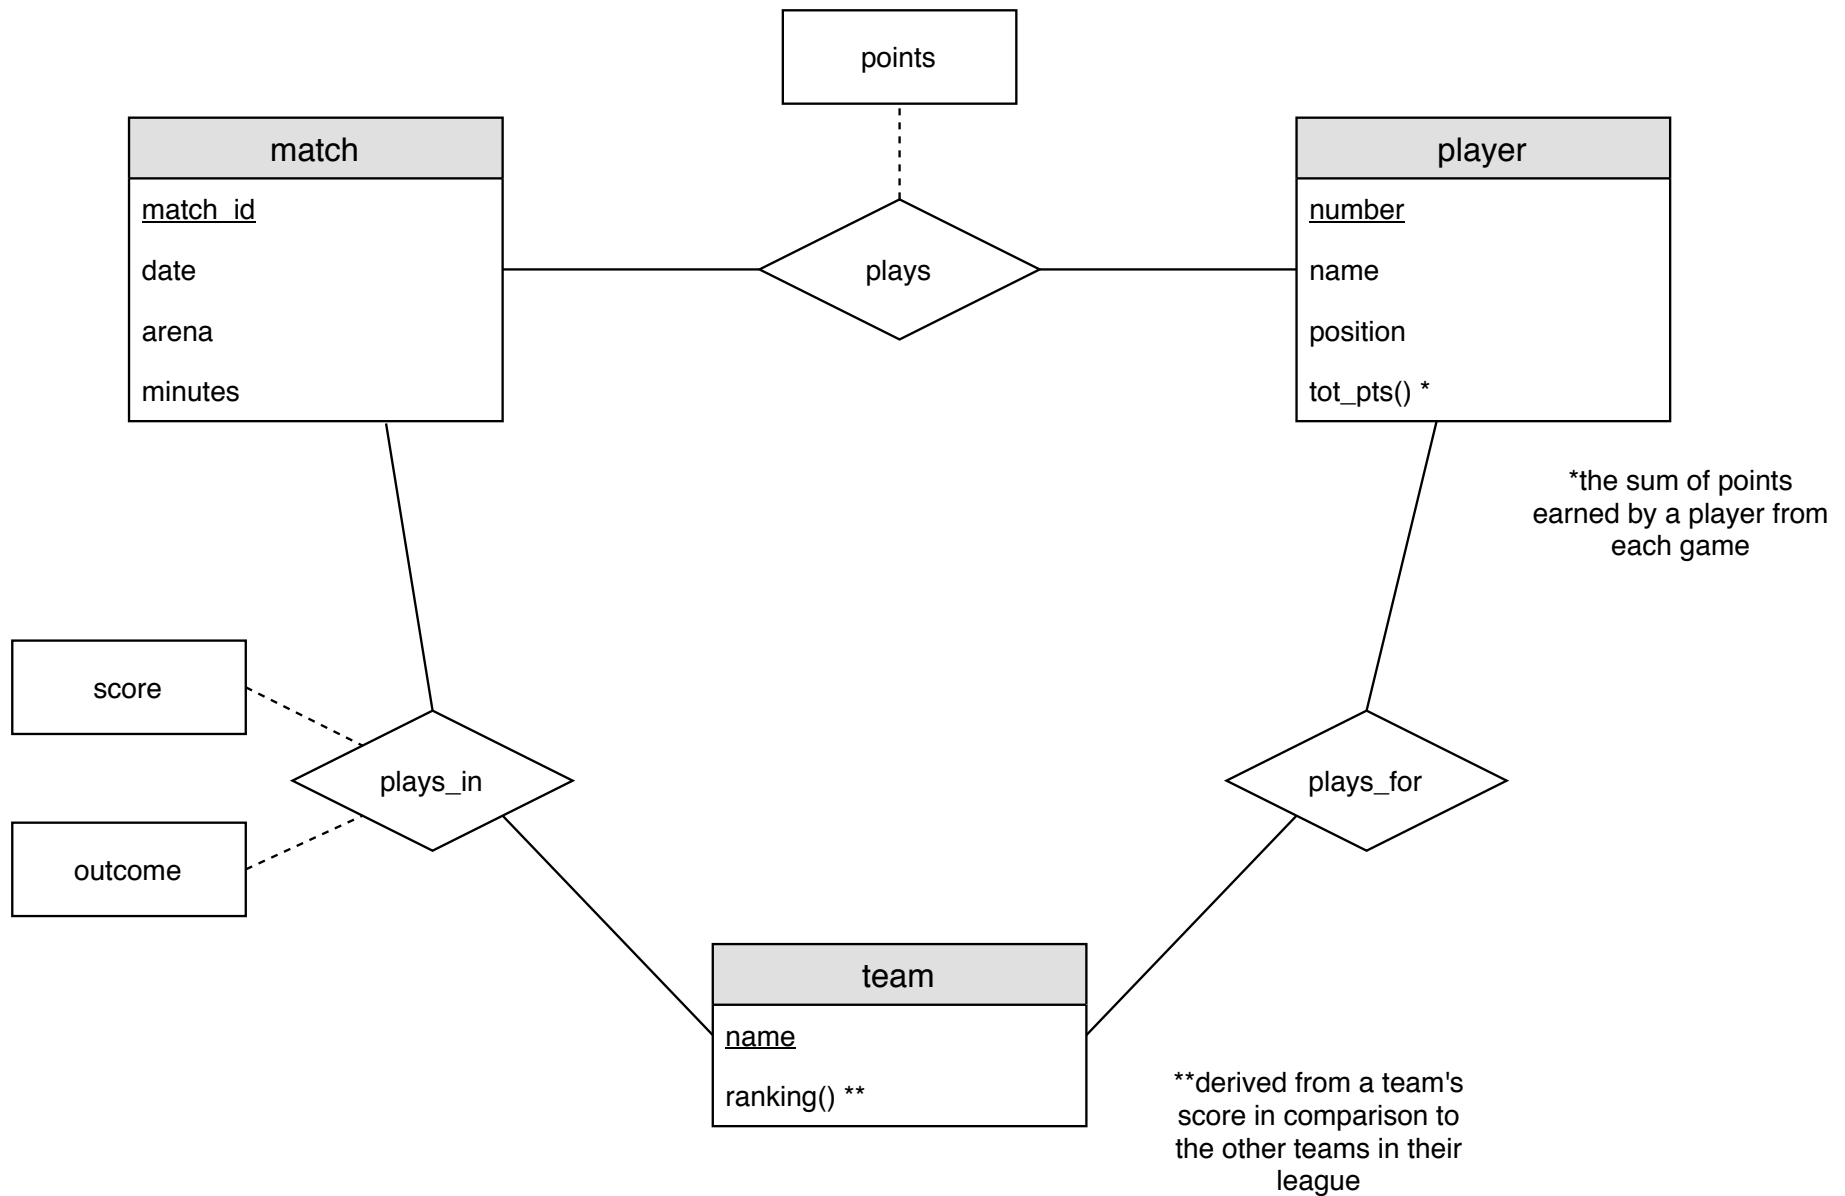 points
match
player
match_id
number
date
plays
name
arena
position
minutes
tot_pts() *
*the sum of points
earned by a player from
each game
score
plays_in
plays_for
outcome
team
name
ranking() **
**derived from a team's
score in comparison to
the other teams in their
league